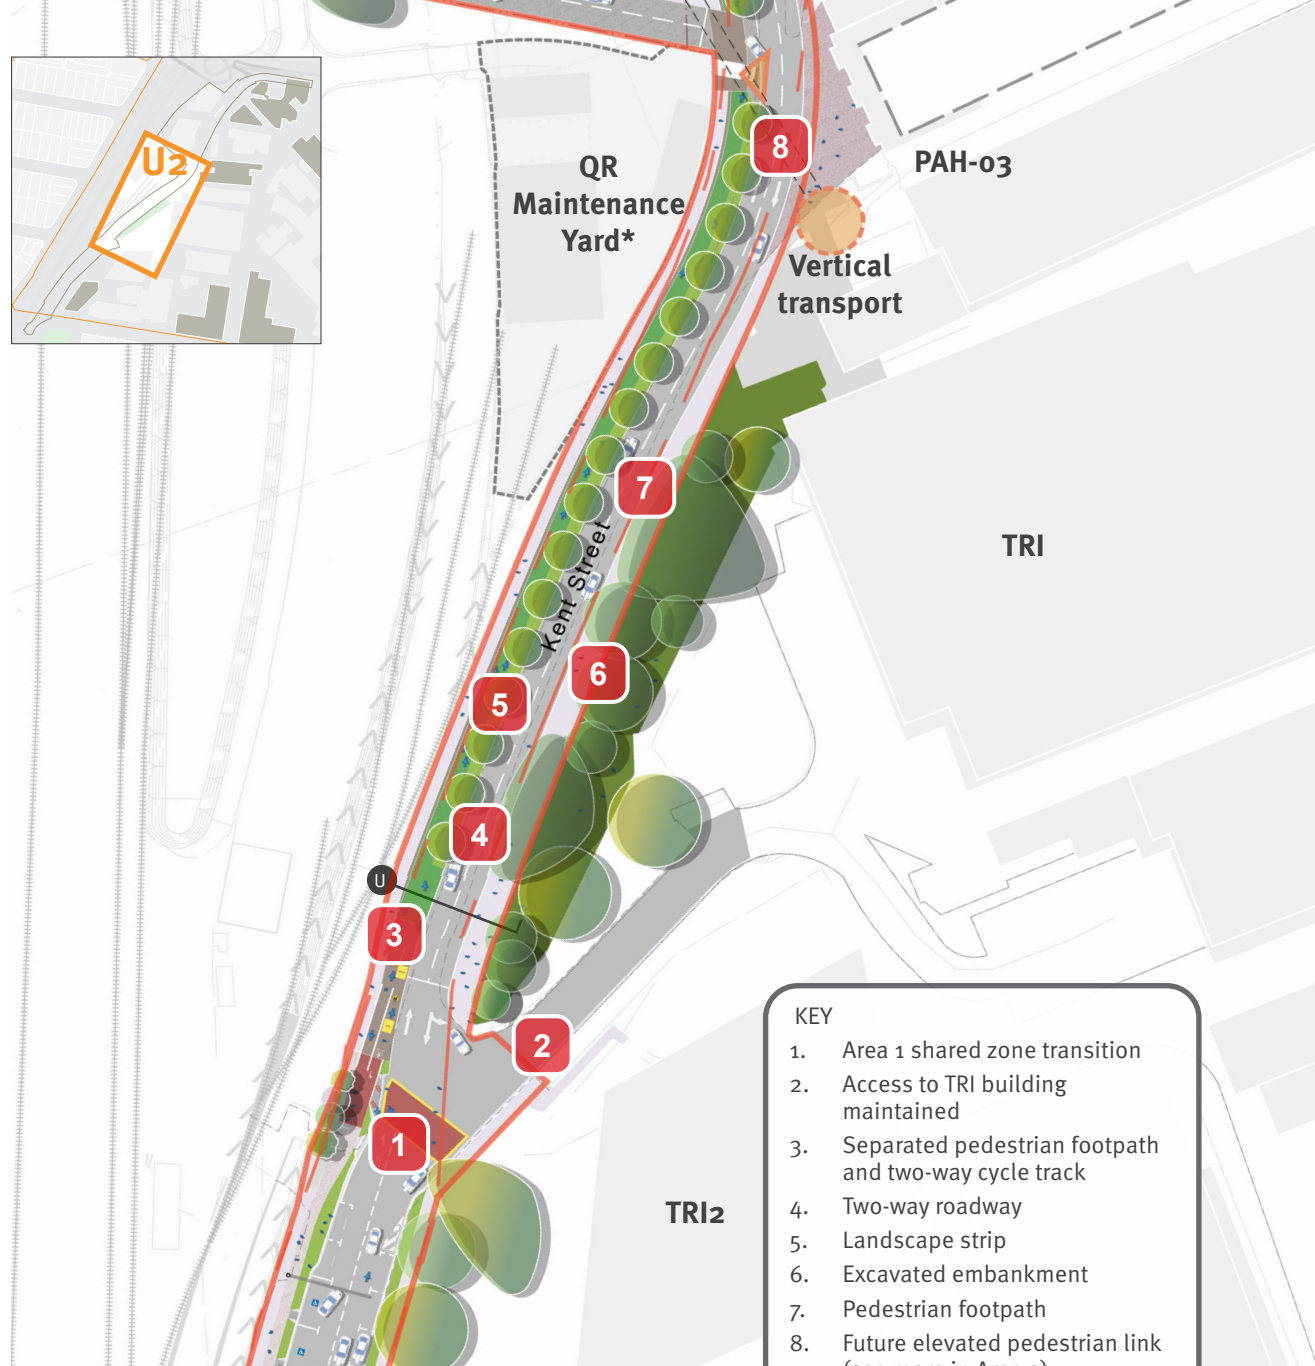 U2
8
QR
Maintenance
Yard*
PAH-03
Vertical
transport
7
TRI
Kent Street
6
5
4
U
3
2
1
TRI2
KEY
1. Area 1 shared zone transition
2. Access to TRI building
maintained
3. Separated pedestrian footpath
and two-way cycle track
4. Two-way roadway
5. Landscape strip
6. Excavated embankment
7. Pedestrian footpath
8. Future elevated pedestrian link